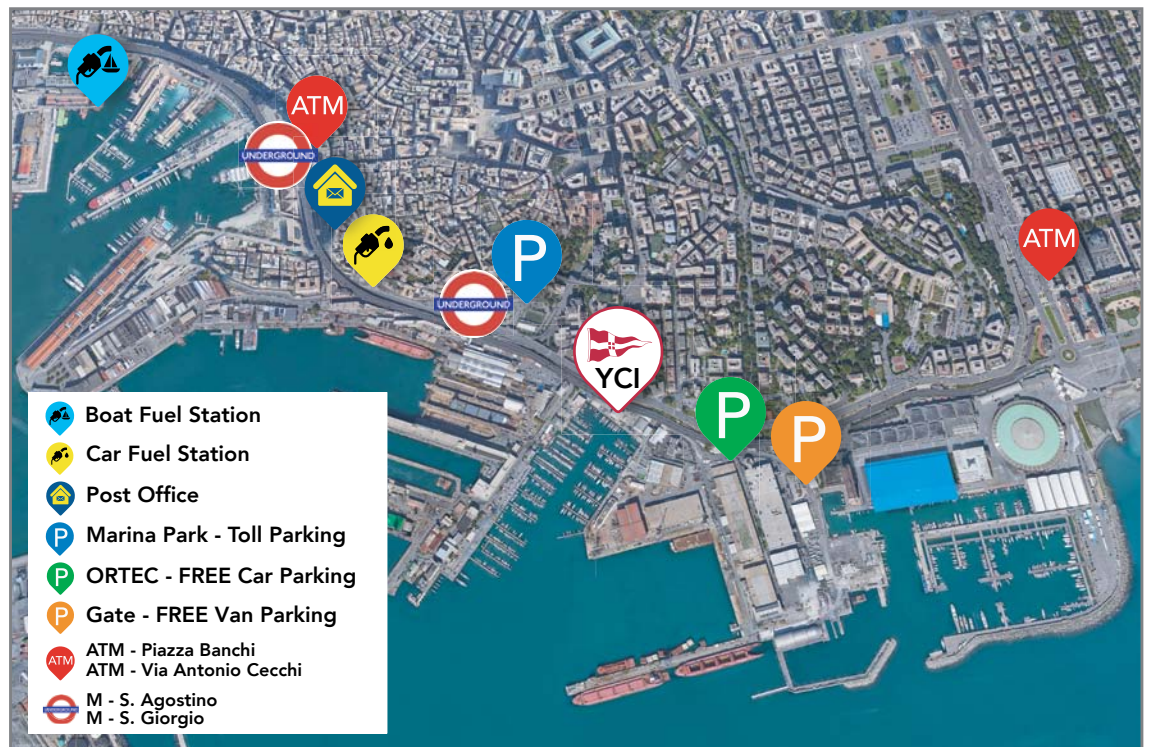 ATM
UNDERGROUND
P
ATM
UNDERGROUND
YCI
P
P
Boat Fuel Station
Car Fuel Station
Post Office
P Marina Park - Toll Parking
P ORTEC - FREE Car Parking
P Gate - FREE Van Parking
ATM ATM - Piazza Banchi
ATM - Via Antonio Cecchi
UNDERGROUND M - S. Agostino
M - S. Giorgio